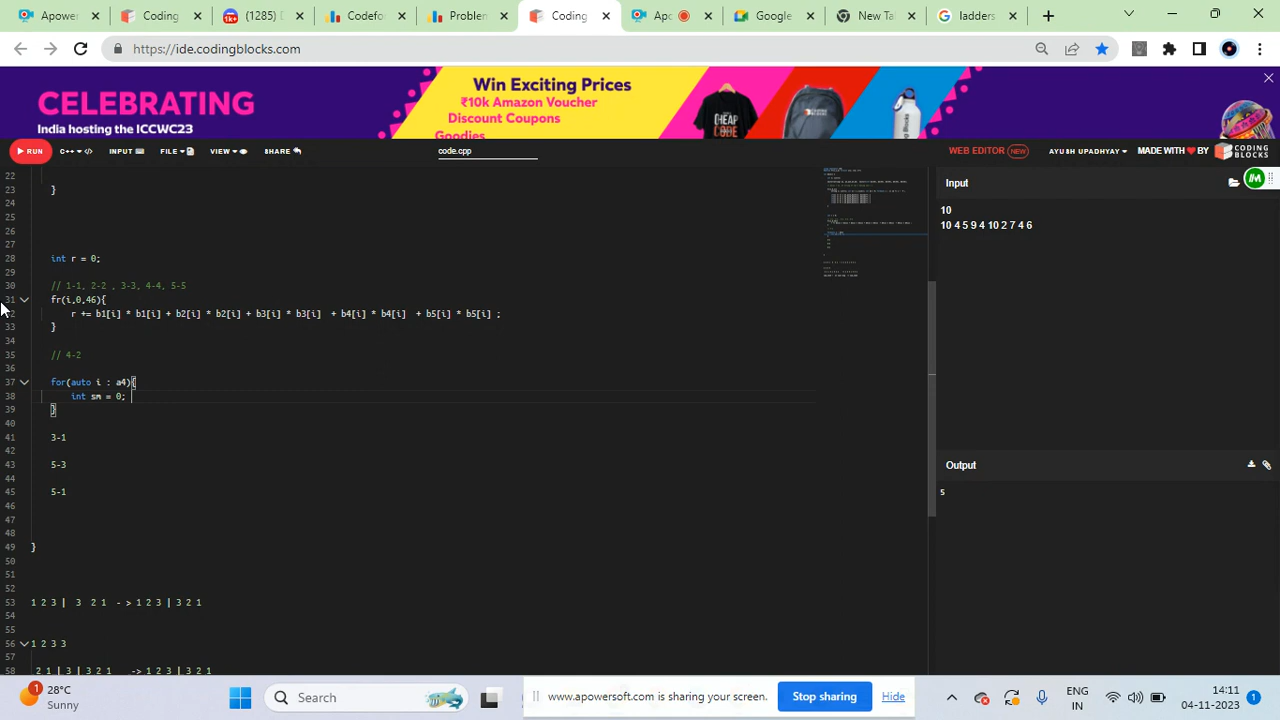 Apower
Coding
(1285)
1k+
Codefo
Problem
Coding
Apc
Google
New Ta
ladders
https://ide.codingblocks.com
CELEBRATING
India hosting the ICCWC23
Win Exciting Prices
₹10k Amazon Voucher
Discount Coupons
Goodies
CHEAP
CODE
RUN
C++ </>
INPUT
FILE
VIEW
SHARE
code.cpp
WEB EDITOR NEW
AYUSH UPADHYAY
MADE WITH BY
CODING
BLOCKS
22
23 }
24
25
26
27
28 int r = 0;
29
30 // 1-1, 2-2 , 3-3, 4-4, 5-5
31 fr(i,0,46){
32 r += b1[i] * b1[i] + b2[i] * b2[i] + b3[i] * b3[i] + b4[i] * b4[i] + b5[i] * b5[i] ;
33 }
34
35 // 4-2
36
37 for(auto i : a4){
38 int sm = 0;
39 }
40
41 3-1
42
43 5-3
44
45 5-1
46
47
48
49 }
50
51
52
53 1 2 3 | 3 2 1 - > 1 2 3 | 3 2 1
54
55
56 1 2 3 3
57
58 2 1 | 3 | 3 2 1 -> 1 2 3 | 3 2 1
Input
10
10 4 5 9 4 10 2 7 4 6
Output
5
28°C
Sunny
1
Search
www.apowersoft.com is sharing your screen.
Stop sharing
Hide
ENG
IN
14:11
04-11-2023
1